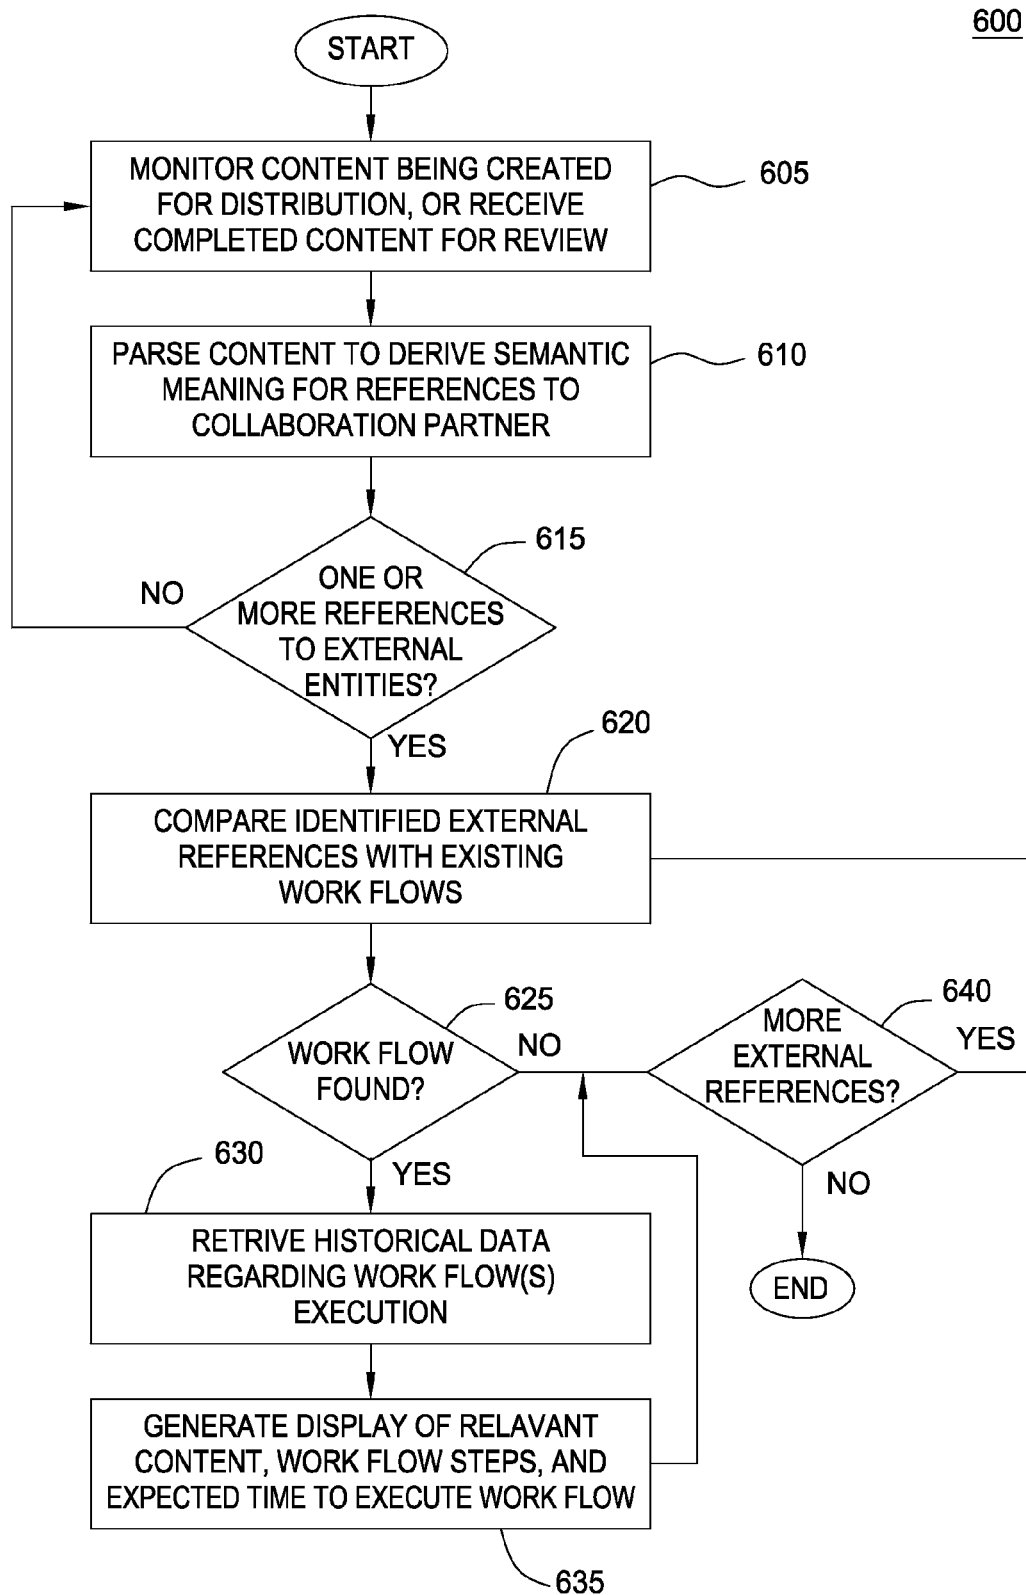 600
START
MONITOR CONTENT BEING CREATED
FOR DISTRIBUTION, OR RECEIVE
COMPLETED CONTENT FOR REVIEW
605
PARSE CONTENT TO DERIVE SEMANTIC
MEANING FOR REFERENCES TO
COLLABORATION PARTNER
610
615
ONE OR
MORE REFERENCES
TO EXTERNAL
ENTITIES?
NO
YES
620
COMPARE IDENTIFIED EXTERNAL
REFERENCES WITH EXISTING
WORK FLOWS
625
WORK FLOW
FOUND?
NO
YES
640
MORE
EXTERNAL
REFERENCES?
YES
NO
END
630
RETRIVE HISTORICAL DATA
REGARDING WORK FLOW(S)
EXECUTION
GENERATE DISPLAY OF RELAVANT
CONTENT, WORK FLOW STEPS, AND
EXPECTED TIME TO EXECUTE WORK FLOW
635